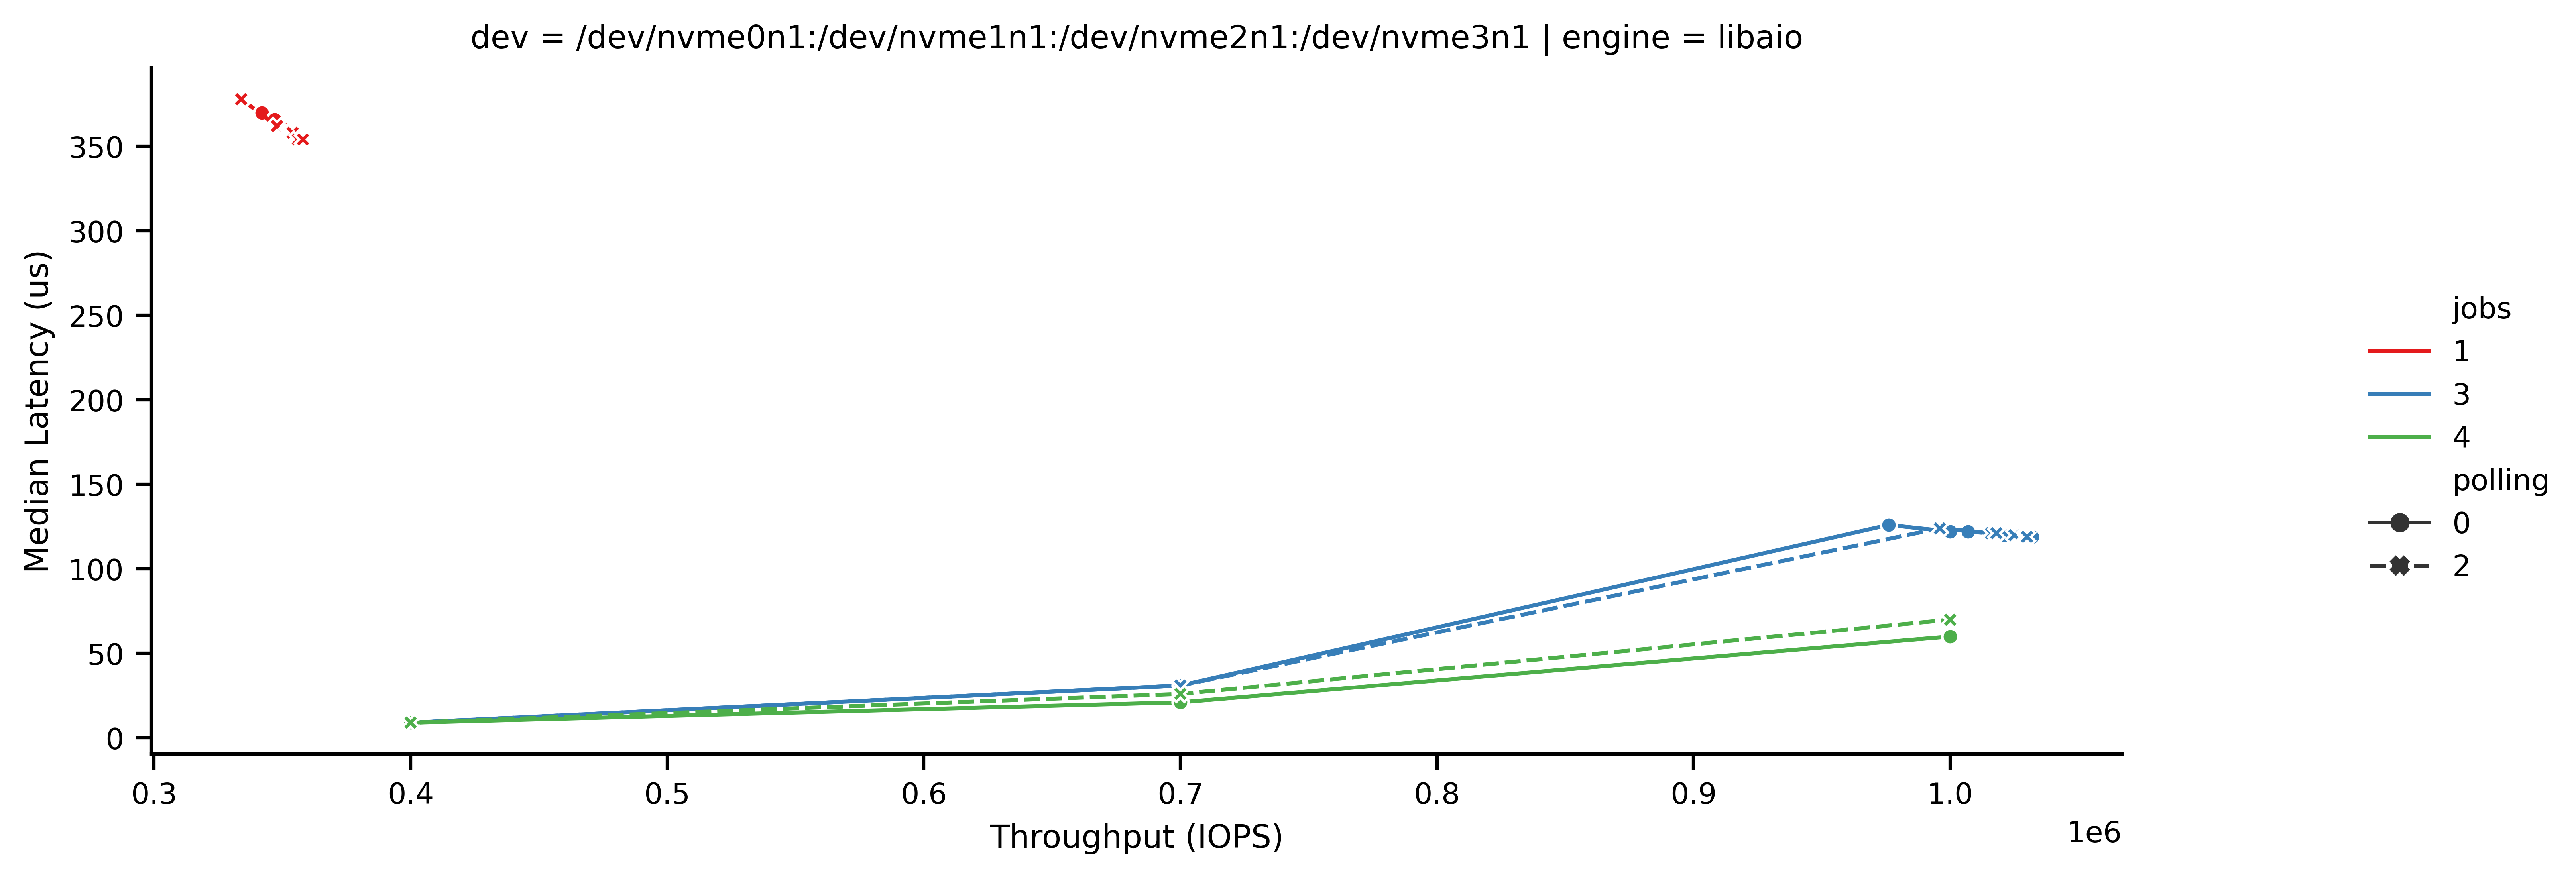 dev = /dev/nvme0n1:/dev/nvme1n1:/dev/nvme2n1:/dev/nvme3n1 | engine = libaio
Median Latency (us)
350
300
250
200
150
100
50
0
0.3 0.4 0.5 0.6 0.7 0.8 0.9 1.0
1e6
Throughput (IOPS)
jobs
1
3
4
polling
0
2